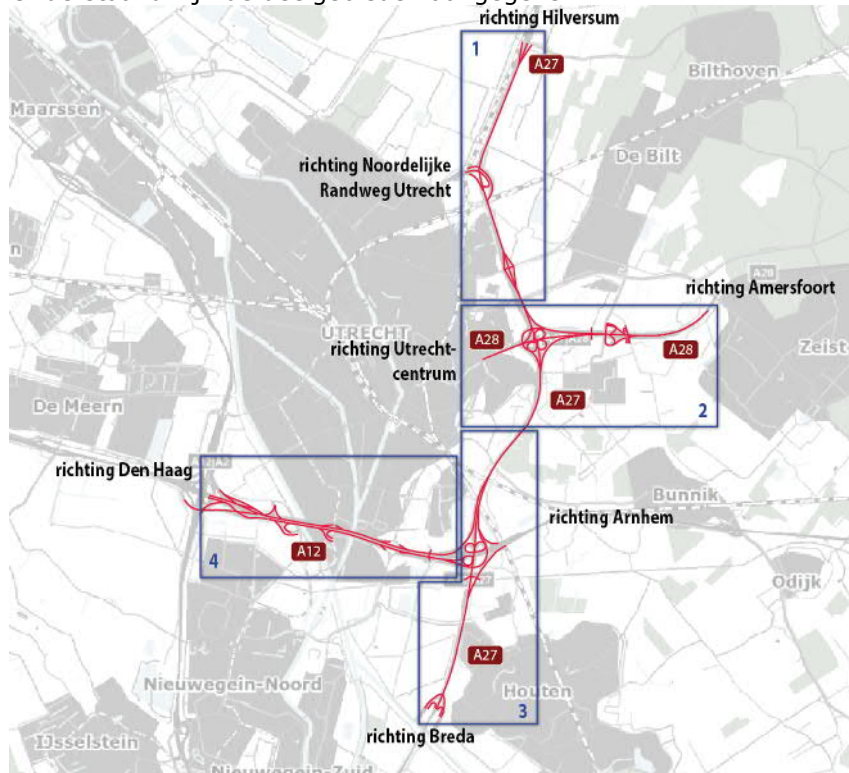 richting Hilversum
1
A27
Bilthoven
Maarssen
De Bilt
richting Noordelijke
Randweg Utrecht
A28
richting Amersfoort
UTRECHT
A28
richting Utrecht-
centrum
A28
Zeist
A27
De Meern
2
richting Den Haag
Bunnik
richting Arnhem
A12
4
Odijk
A27
Nieuwegein-Noord
Houten
3
richting Breda
IJsselstein
Nieuwegein-Zuid